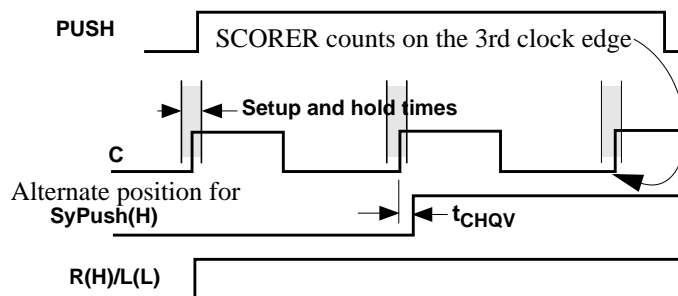 PUSH
SCORER counts on the 3rd clock edge
Setup and hold times
C
Alternate position for
SyPush(H)
tCHQV
R(H)/L(L)